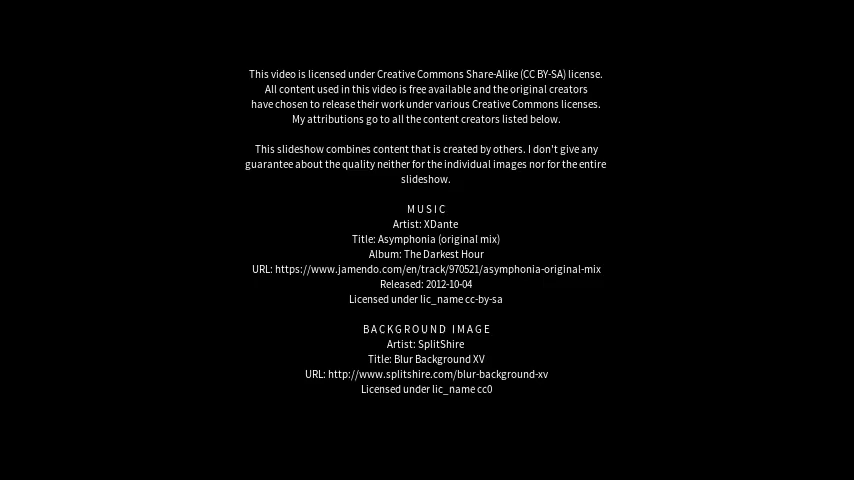 This video is licensed under Creative Commons Share-Alike (CC BY-SA) license.
All content used in this video is free available and the original creators
have chosen to release their work under various Creative Commons licenses.
My attributions go to all the content creators listed below.
This slideshow combines content that is created by others. I don't give any
guarantee about the quality neither for the individual images nor for the entire
slideshow.
MUSIC
Artist: XDante
Title: Asymphonia (original mix)
Album: The Darkest Hour
URL: https://www.jamendo.com/en/track/970521/asymphonia-original-mix
Released: 2012-10-04
Licensed under lic_name cc-by-sa
BACKGROUND IMAGE
Artist: SplitShire
Title: Blur Background XV
URL: http://www.splitshire.com/blur-background-xv
Licensed under lic_name cc0